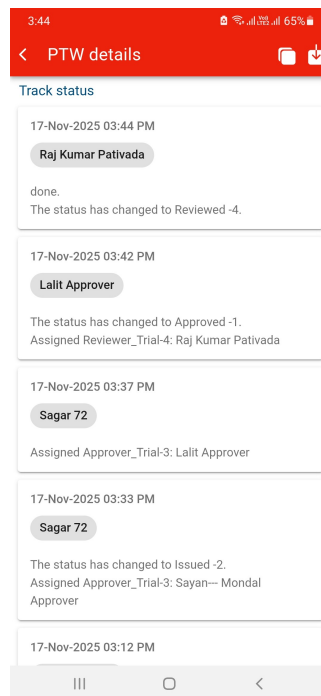 3:44
65%
PTW details
Track status
17-Nov-2025 03:44 PM
Raj Kumar Pativada
done.
The status has changed to Reviewed -4.
17-Nov-2025 03:42 PM
Lalit Approver
The status has changed to Approved -1.
Assigned Reviewer_Trial-4: Raj Kumar Pativada
17-Nov-2025 03:37 PM
Sagar 72
Assigned Approver_Trial-3: Lalit Approver
17-Nov-2025 03:33 PM
Sagar 72
The status has changed to Issued -2.
Assigned Approver_Trial-3: Sayan--- Mondal
Approver
17-Nov-2025 03:12 PM